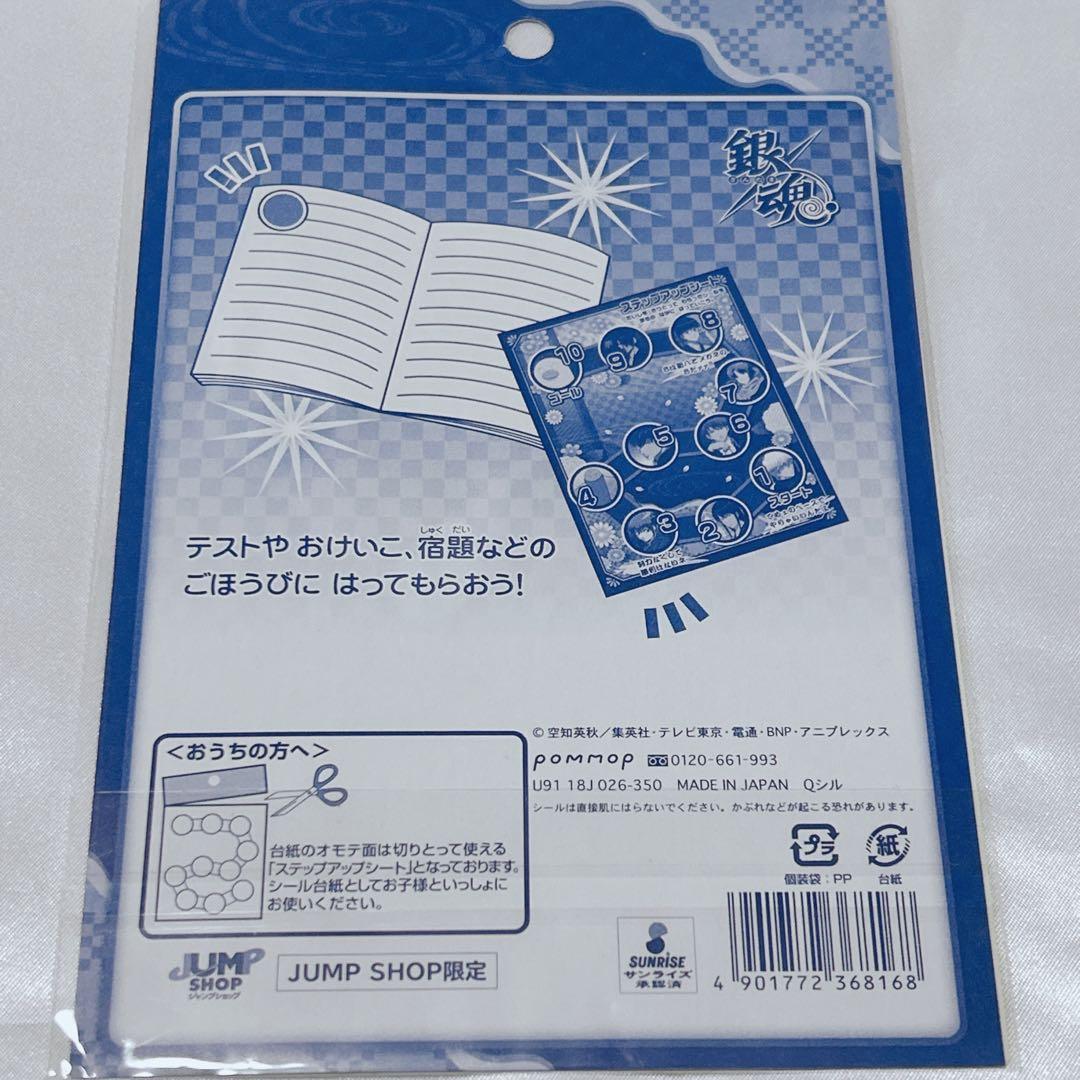 銀魂
ぎんたま
ステップアップシート
10
9
8
ゴール
7
6
5
4
1
スタート
3
2
しゅく だい
テストや おけいこ、宿題などの
ごほうびに はってもらおう!
©空知英秋/集英社・テレビ東京・電通・BNP・アニプレックス
pommop 0120-661-993
U91 18J 026-350 MADE IN JAPAN Qシル
シールは直接肌にはらないでください。かぶれなどが起こる恐れがあります。
<おうちの方へ>
台紙のオモテ面は切りとって使える
「ステップアップシート」となっております。
シール台紙としてお子様といっしょに
お使いください。
プラ
紙
個装袋:PP 台紙
JUMP
SHOP
ジャンプショップ
JUMP SHOP限定
SUNRISE
サンライズ
承認済
4 901772 368168